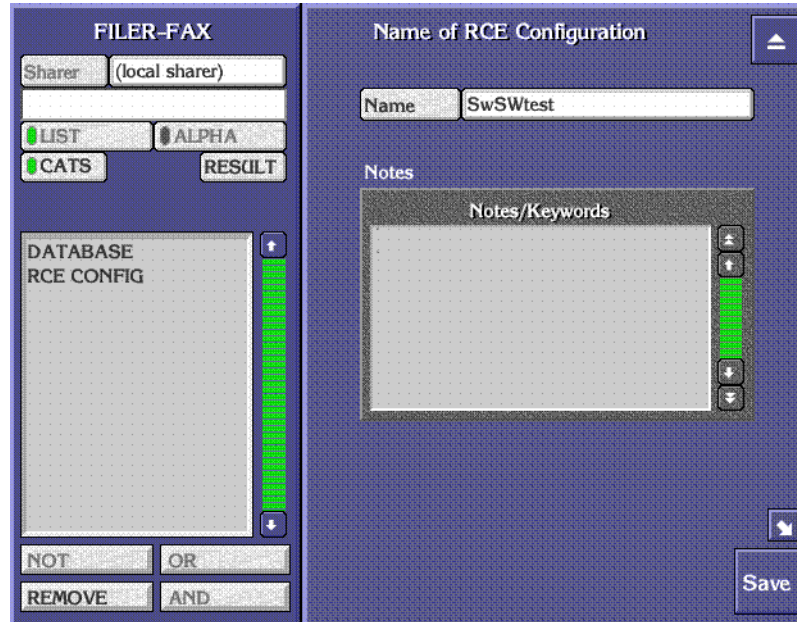 FILER-FAX
Sharer (local sharer)
LIST ALPHA
CATS RESULT
DATABASE
RCE CONFIG
NOT OR
REMOVE AND
Name of RCE Configuration
Name SwSWtest
Notes
Notes/Keywords
Save